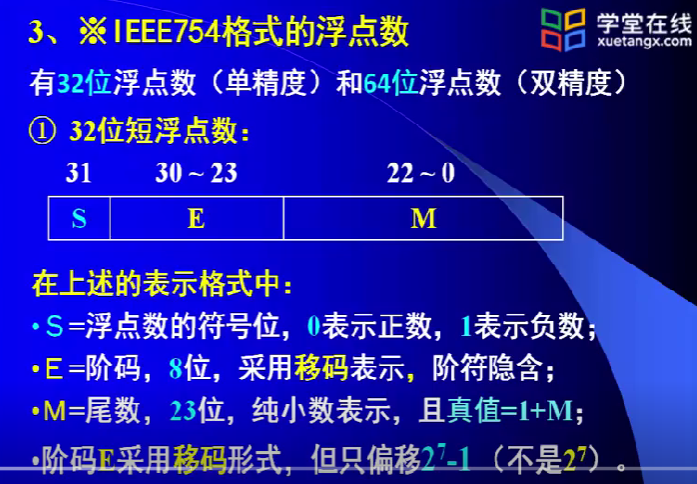 3、※IEEE754格式的浮点数
学堂在线
xuetangx.com
有32位浮点数（单精度）和64位浮点数（双精度）
① 32位短浮点数：
31 30 ~ 23 22 ~ 0
S E M
在上述的表示格式中：
•S=浮点数的符号位，0表示正数，1表示负数；
•E=阶码，8位，采用移码表示，阶符隐含；
•M=尾数，23位，纯小数表示，且真值=1+M；
•阶码E采用移码形式，但只偏移2⁷-1（不是2⁷）。